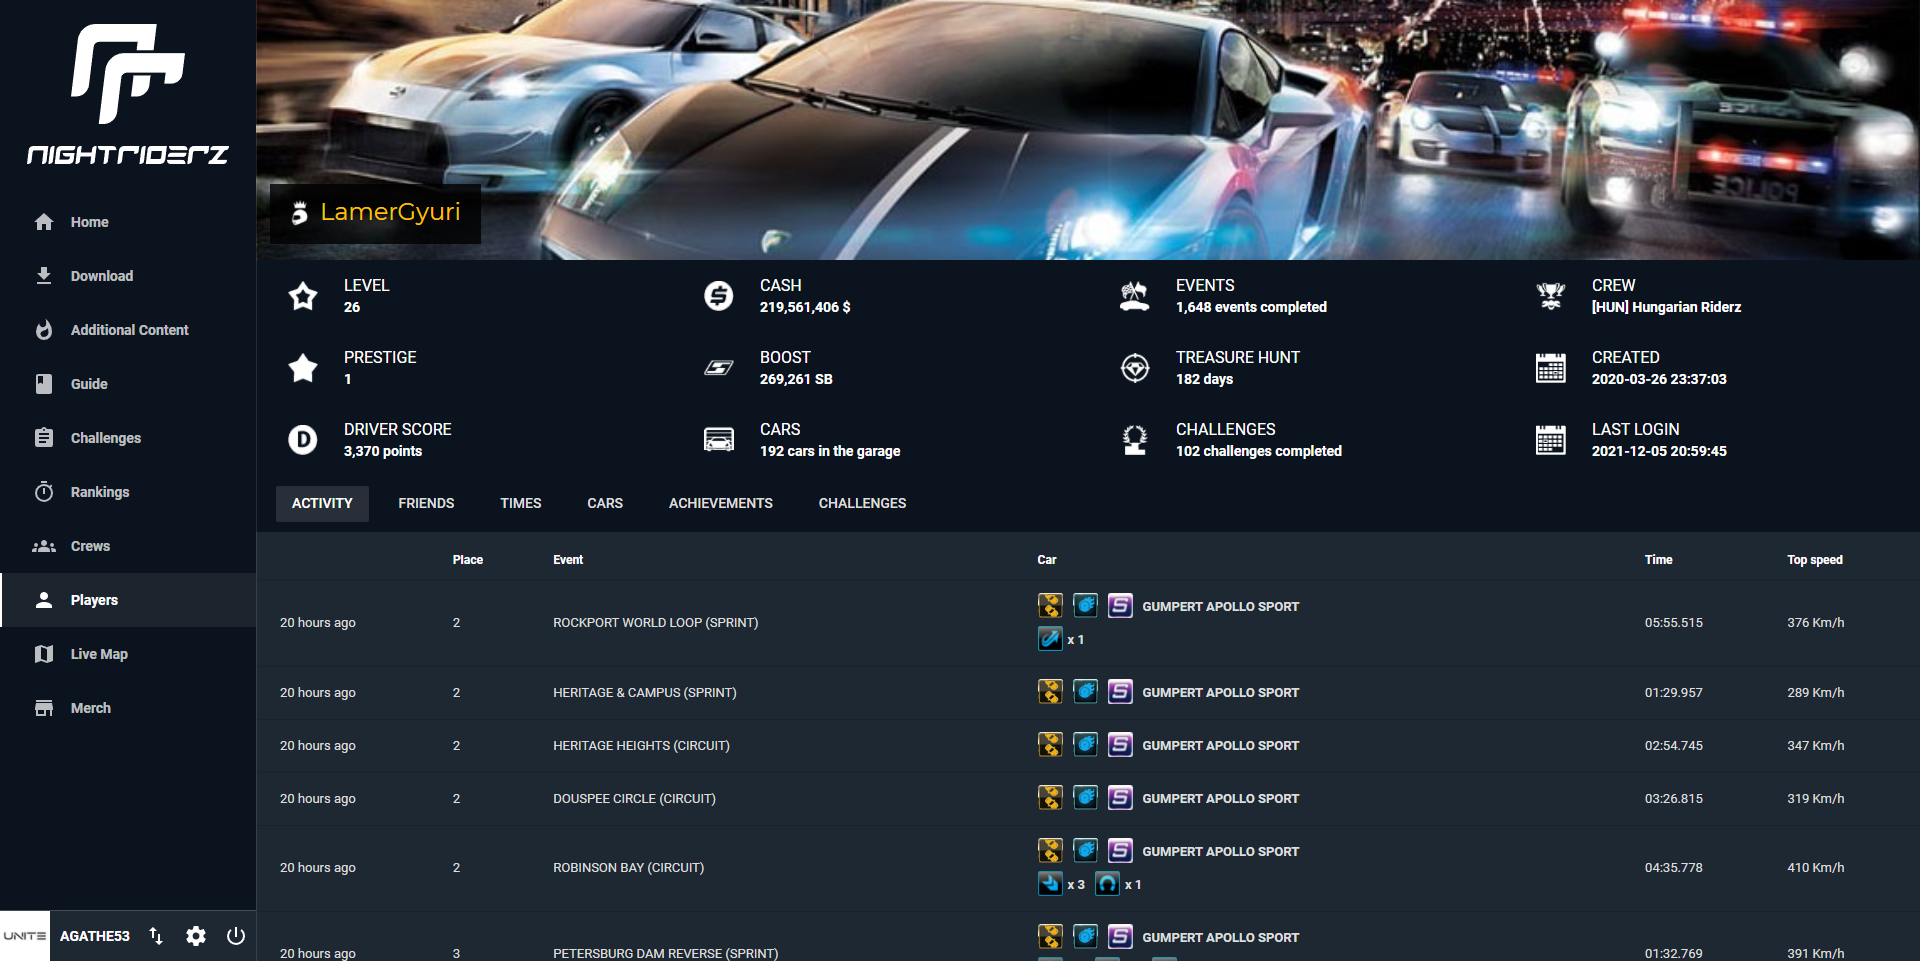 NIGHTRIDERZ
Home
Download
Additional Content
Guide
Challenges
Rankings
Crews
Players
Live Map
Merch
UNITE
AGATHE53
POLICE
POLICE
LamerGyuri
LEVEL
26
CASH
219,561,406 $
EVENTS
1,648 events completed
CREW
[HUN] Hungarian Riderz
PRESTIGE
1
BOOST
269,261 SB
TREASURE HUNT
182 days
CREATED
2020-03-26 23:37:03
D
DRIVER SCORE
3,370 points
CARS
192 cars in the garage
CHALLENGES
102 challenges completed
LAST LOGIN
2021-12-05 20:59:45
ACTIVITY FRIENDS TIMES CARS ACHIEVEMENTS CHALLENGES
Place Event Car Time Top speed
20 hours ago 2 ROCKPORT WORLD LOOP (SPRINT) S GUMPERT APOLLO SPORT 05:55.515 376 Km/h
x 1
20 hours ago 2 HERITAGE & CAMPUS (SPRINT) S GUMPERT APOLLO SPORT 01:29.957 289 Km/h
20 hours ago 2 HERITAGE HEIGHTS (CIRCUIT) S GUMPERT APOLLO SPORT 02:54.745 347 Km/h
20 hours ago 2 DOUSPEE CIRCLE (CIRCUIT) S GUMPERT APOLLO SPORT 03:26.815 319 Km/h
20 hours ago 2 ROBINSON BAY (CIRCUIT) S GUMPERT APOLLO SPORT 04:35.778 410 Km/h
x 3 x 1
20 hours ago 3 PETERSBURG DAM REVERSE (SPRINT) S GUMPERT APOLLO SPORT 01:32.769 391 Km/h